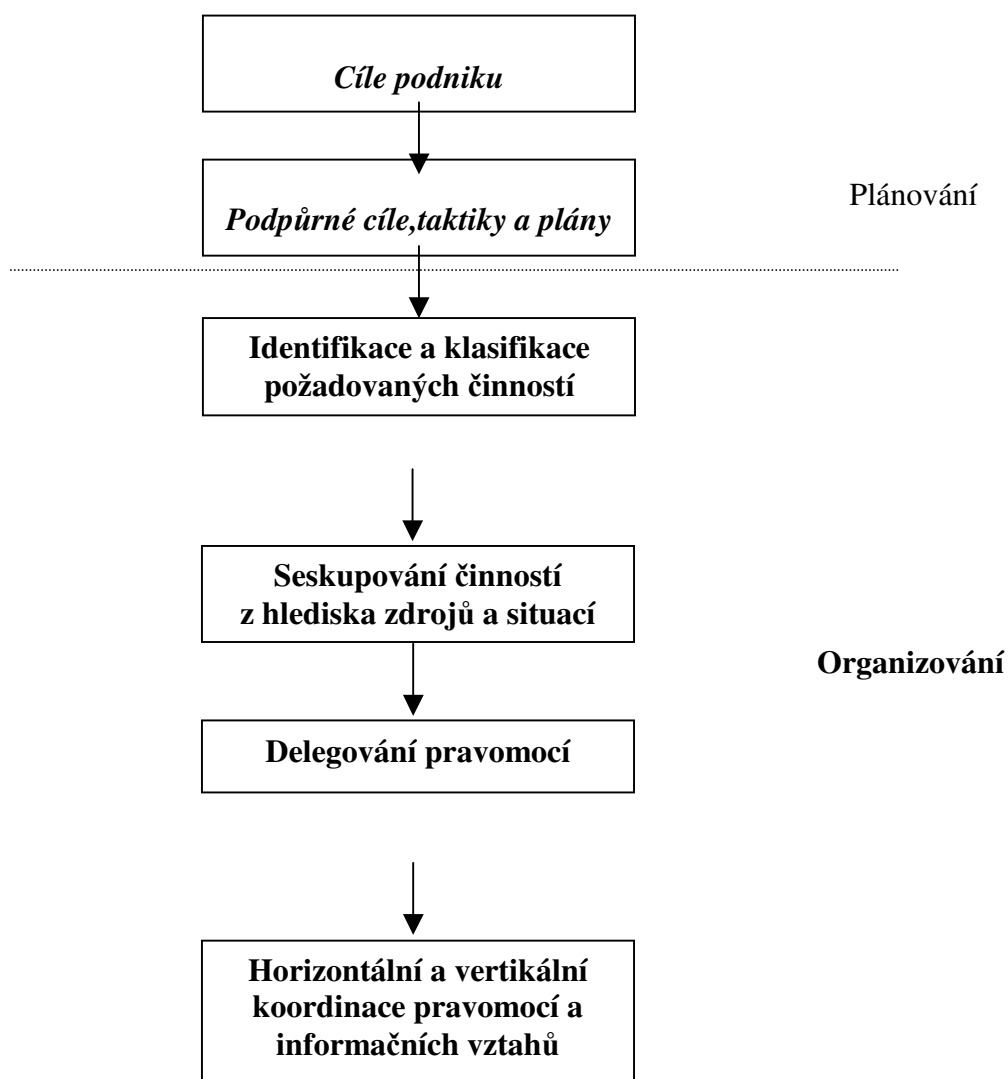 Cíle podniku
Podpůrné cíle,taktiky a plány
Plánování
Identifikace a klasifikace
požadovaných činností
Seskupování činností
z hlediska zdrojů a situací
Organizování
Delegování pravomocí
Horizontální a vertikální
koordinace pravomocí a
informačních vztahů